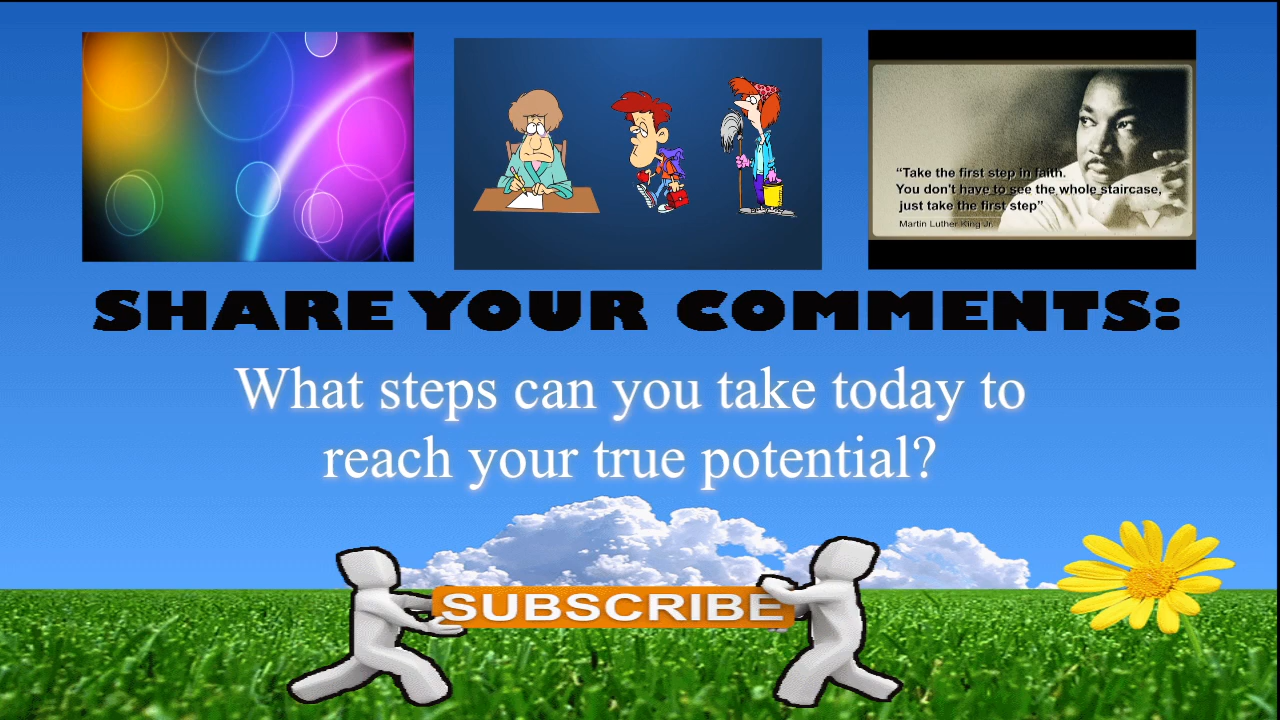 “Take the first step in faith.
You don't have to see the whole staircase,
just take the first step”
Martin Luther King Jr.
SHARE YOUR COMMENTS:
What steps can you take today to
reach your true potential?
SUBSCRIBE